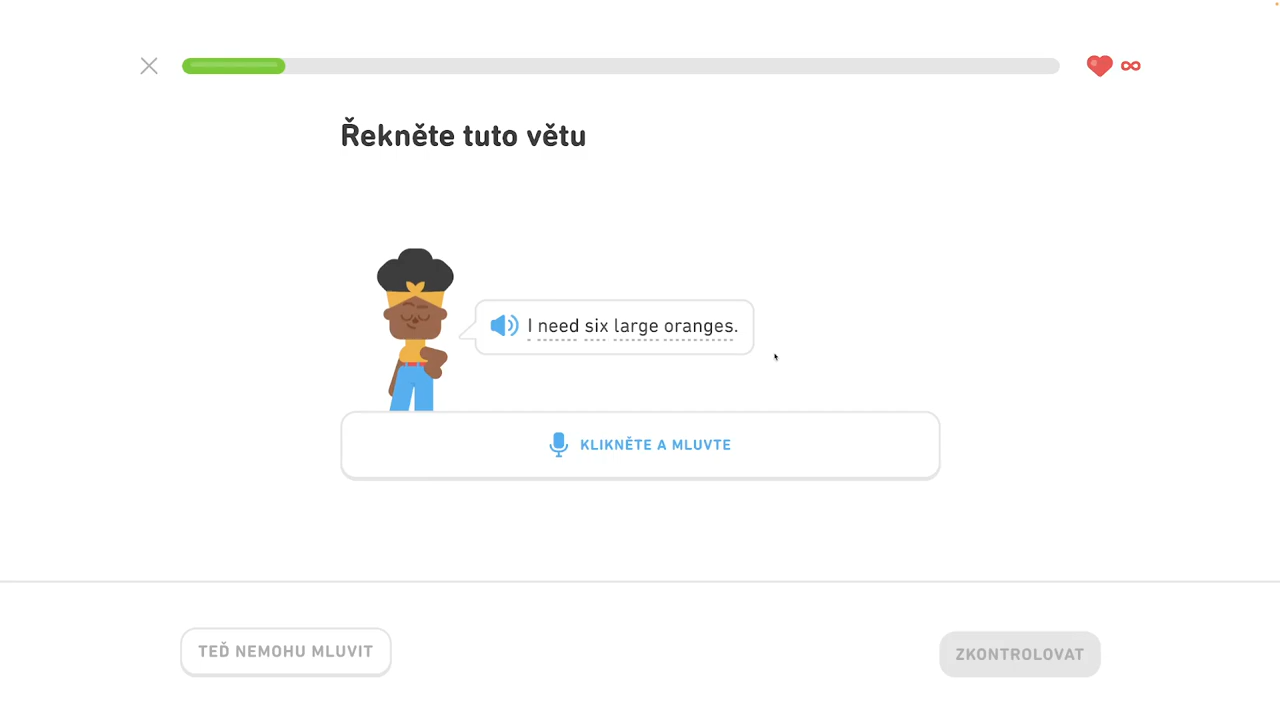 Řekněte tuto větu
I need six large oranges.
KLIKNĚTE A MLUVTE
TEĎ NEMOHU MLUVIT
ZKONTROLOVAT